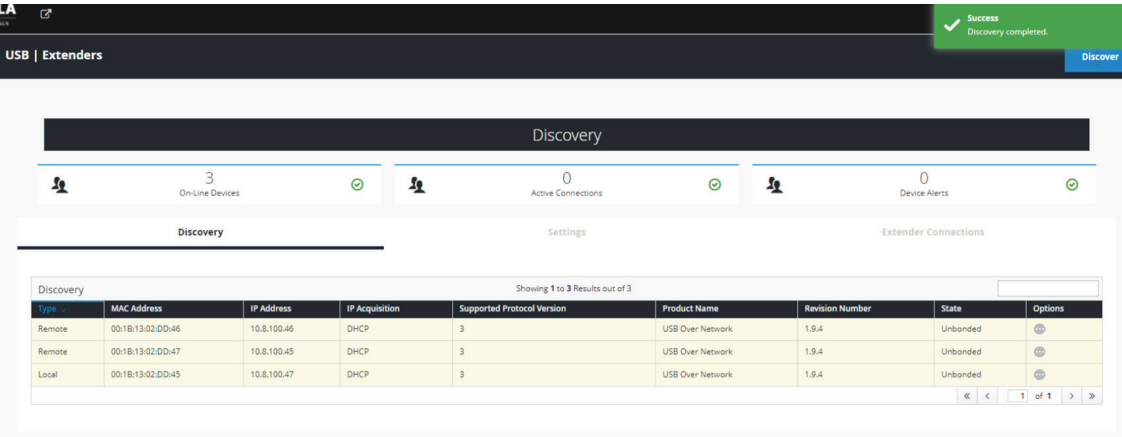 LA
Success
Discovery completed.
USB | Extenders
Discover
Discovery
3
On-Line Devices
0
Active Connections
0
Device Alerts
Discovery Settings Extender Connections
Discovery Showing 1 to 3 Results out of 3
Type MAC Address IP Address IP Acquisition Supported Protocol Version Product Name Revision Number State Options
Remote 00:1B:13:02:DD:46 10.8.100.46 DHCP 3 USB Over Network 1.9.4 Unbonded
Remote 00:1B:13:02:DD:47 10.8.100.45 DHCP 3 USB Over Network 1.9.4 Unbonded
Local 00:1B:13:02:DD:45 10.8.100.47 DHCP 3 USB Over Network 1.9.4 Unbonded
« < 1 of 1 > »